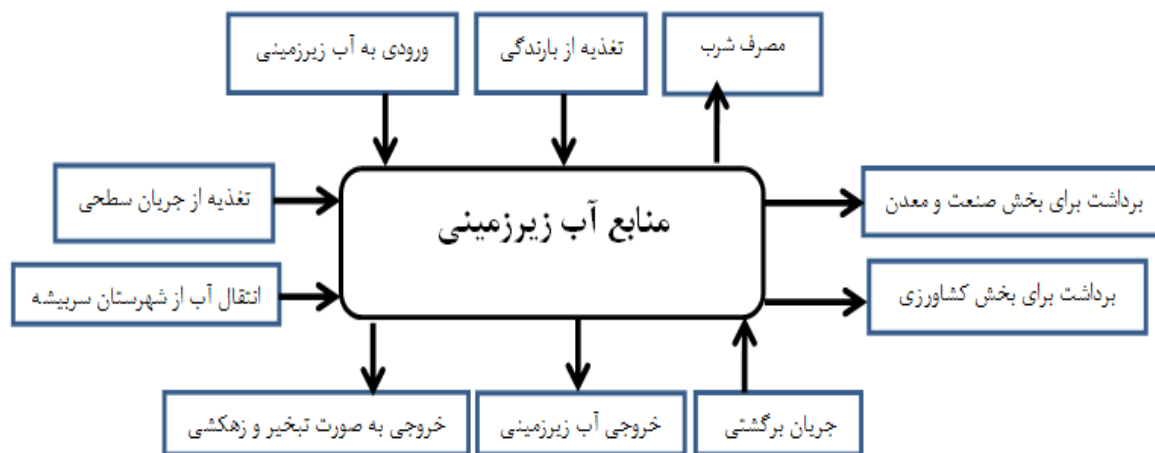 مصرف شرب
تغذیه از بارندگی
ورودی به آب زیرزمینی
برداشت برای بخش صنعت و معدن
منابع آب زیرزمینی
تغذیه از جریان سطحی
برداشت برای بخش کشاورزی
انتقال آب از شهرستان سربیشه
جریان برگشتی
خروجی آب زیرزمینی
خروجی به صورت تبخیر و زهکشی